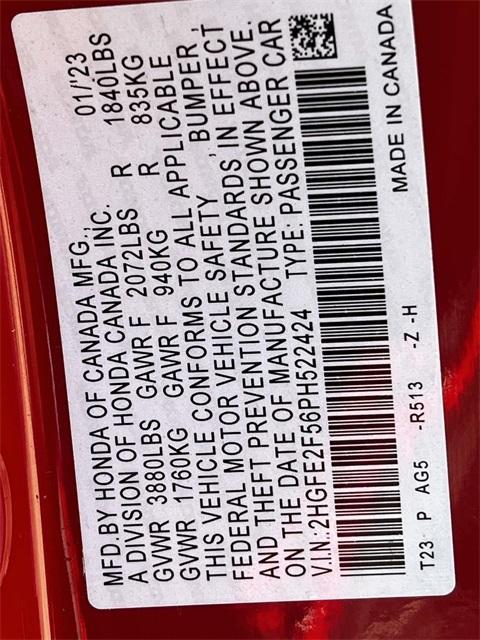 MFD.BY HONDA OF CANADA MFG., 01/'23
A DIVISION OF HONDA CANADA INC.
GVWR 3880LBS GAWR F 2072LBS R 1840LBS
GVWR 1760KG GAWR F 940KG R 835KG
THIS VEHICLE CONFORMS TO ALL APPLICABLE
FEDERAL MOTOR VEHICLE SAFETY , BUMPER ,
AND THEFT PREVENTION STANDARDS IN EFFECT
ON THE DATE OF MANUFACTURE SHOWN ABOVE.
V.I.N.:2HGFE2F56PH522424 TYPE: PASSENGER CAR
MADE IN CANADA
T23 P AG5 -R513 -Z -H